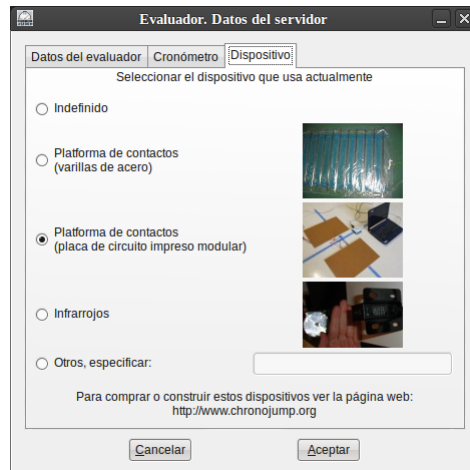 Evaluador. Datos del servidor
Datos del evaluador Cronómetro Dispositivo
Seleccionar el dispositivo que usa actualmente
Indefinido
Platforma de contactos
(varillas de acero)
Platforma de contactos
(placa de circuito impreso modular)
Infrarrojos
Otros, especificar:
Para comprar o construir estos dispositivos ver la página web:
http://www.chronojump.org
Cancelar Aceptar